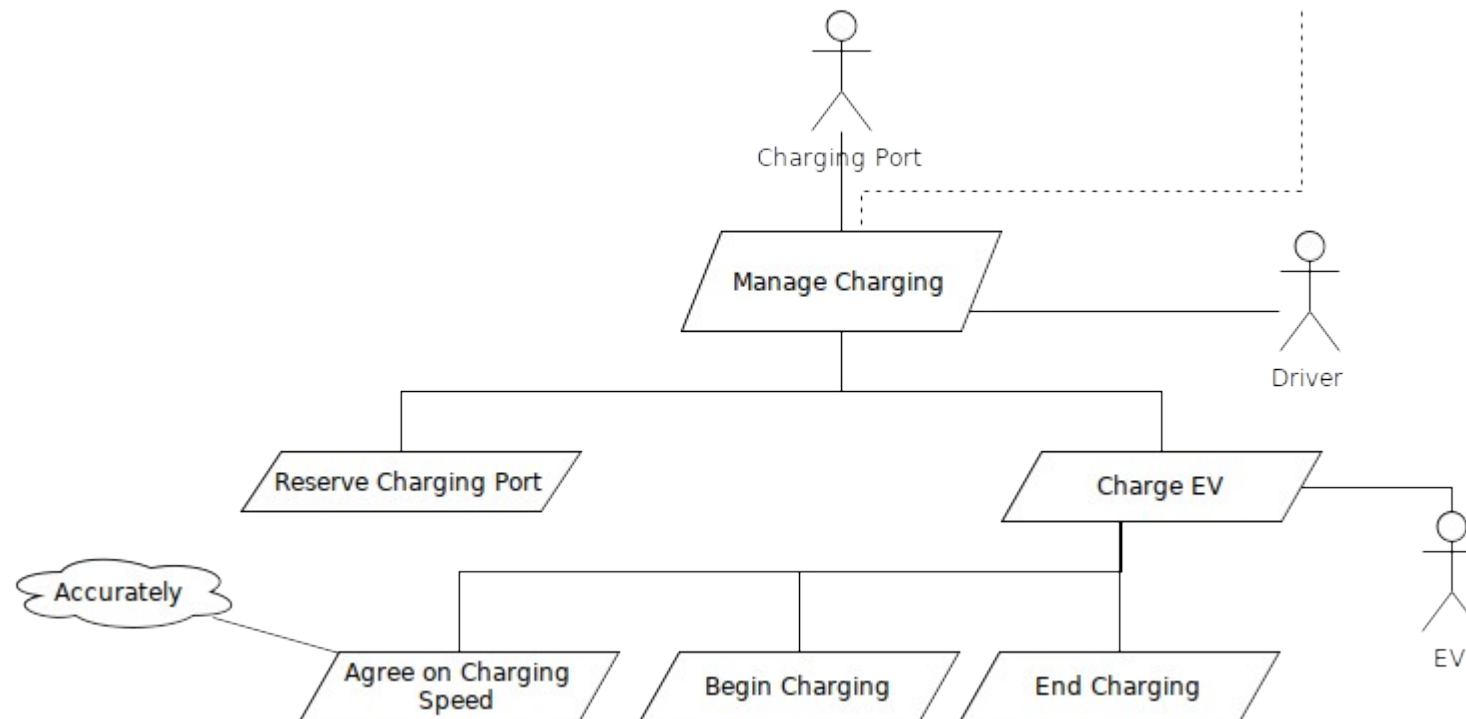 Charging Port
Manage Charging
Driver
Reserve Charging Port
Charge EV
Accurately
Agree on Charging
Speed
Begin Charging
End Charging
EV